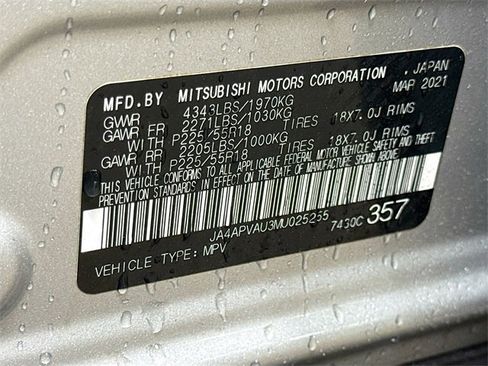 MFD.BY MITSUBISHI MOTORS CORPORATION , JAPAN
GVWR 4343LBS/1970KG MAR 2021
GAWR FR 2271LBS/1030KG
WITH P225/55R18 TIRES 18X7.0J RIMS
GAWR RR 2205LBS/1000KG
WITH P225/55R18 TIRES 18X7.0J RIMS
THIS VEHICLE CONFORMS TO ALL APPLICABLE FEDERAL MOTOR VEHICLE SAFETY AND THEFT
PREVENTION STANDARDS IN EFFECT ON THE DATE OF MANUFACTURE SHOWN ABOVE.
JA4APVAU3MU025255 7430C 357
VEHICLE TYPE: MPV